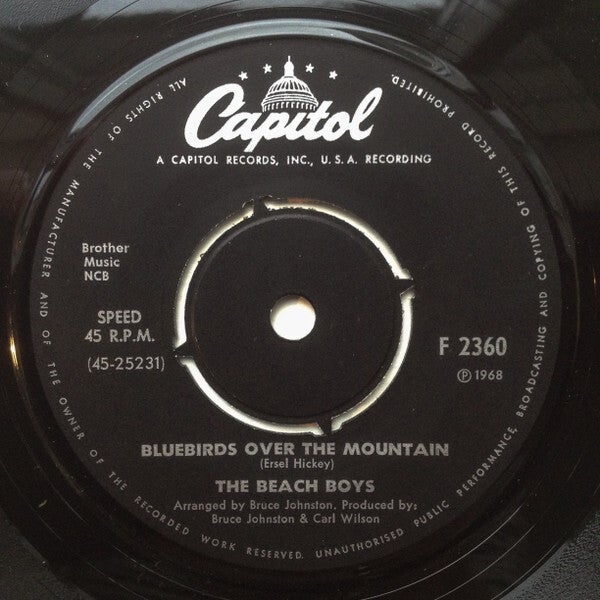 Capitol
A CAPITOL RECORDS, INC., U.S.A. RECORDING
ALL RIGHTS OF THE MANUFACTURER AND OF THE OWNER OF THE RECORDED WORK RESERVED. UNAUTHORISED PUBLIC PERFORMANCE, BROADCASTING AND COPYING OF THIS RECORD PROHIBITED.
Brother
Music
NCB
SPEED
45 R.P.M.
(45-25231)
F 2360
℗ 1968
BLUEBIRDS OVER THE MOUNTAIN
(Ersel Hickey)
THE BEACH BOYS
Arranged by Bruce Johnston. Produced by:
Bruce Johnston & Carl Wilson